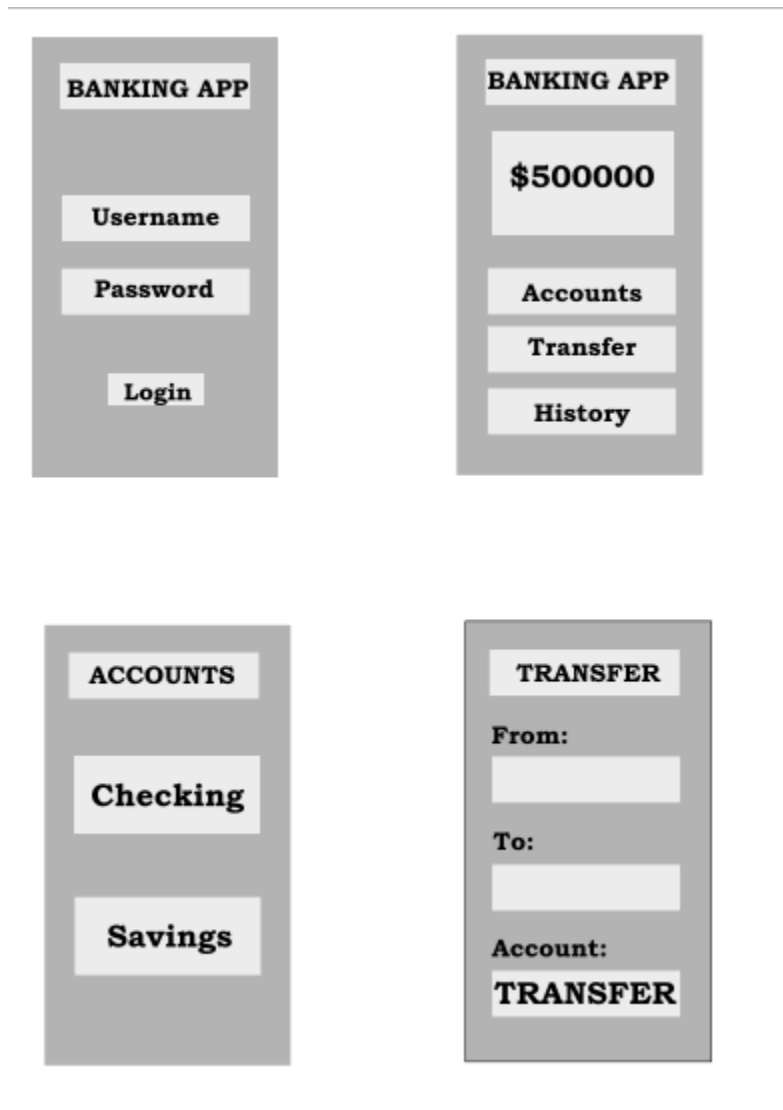 BANKING APP
Username
Password
Login
BANKING APP
$500000
Accounts
Transfer
History
ACCOUNTS
Checking
Savings
TRANSFER
From:
To:
Account:
TRANSFER